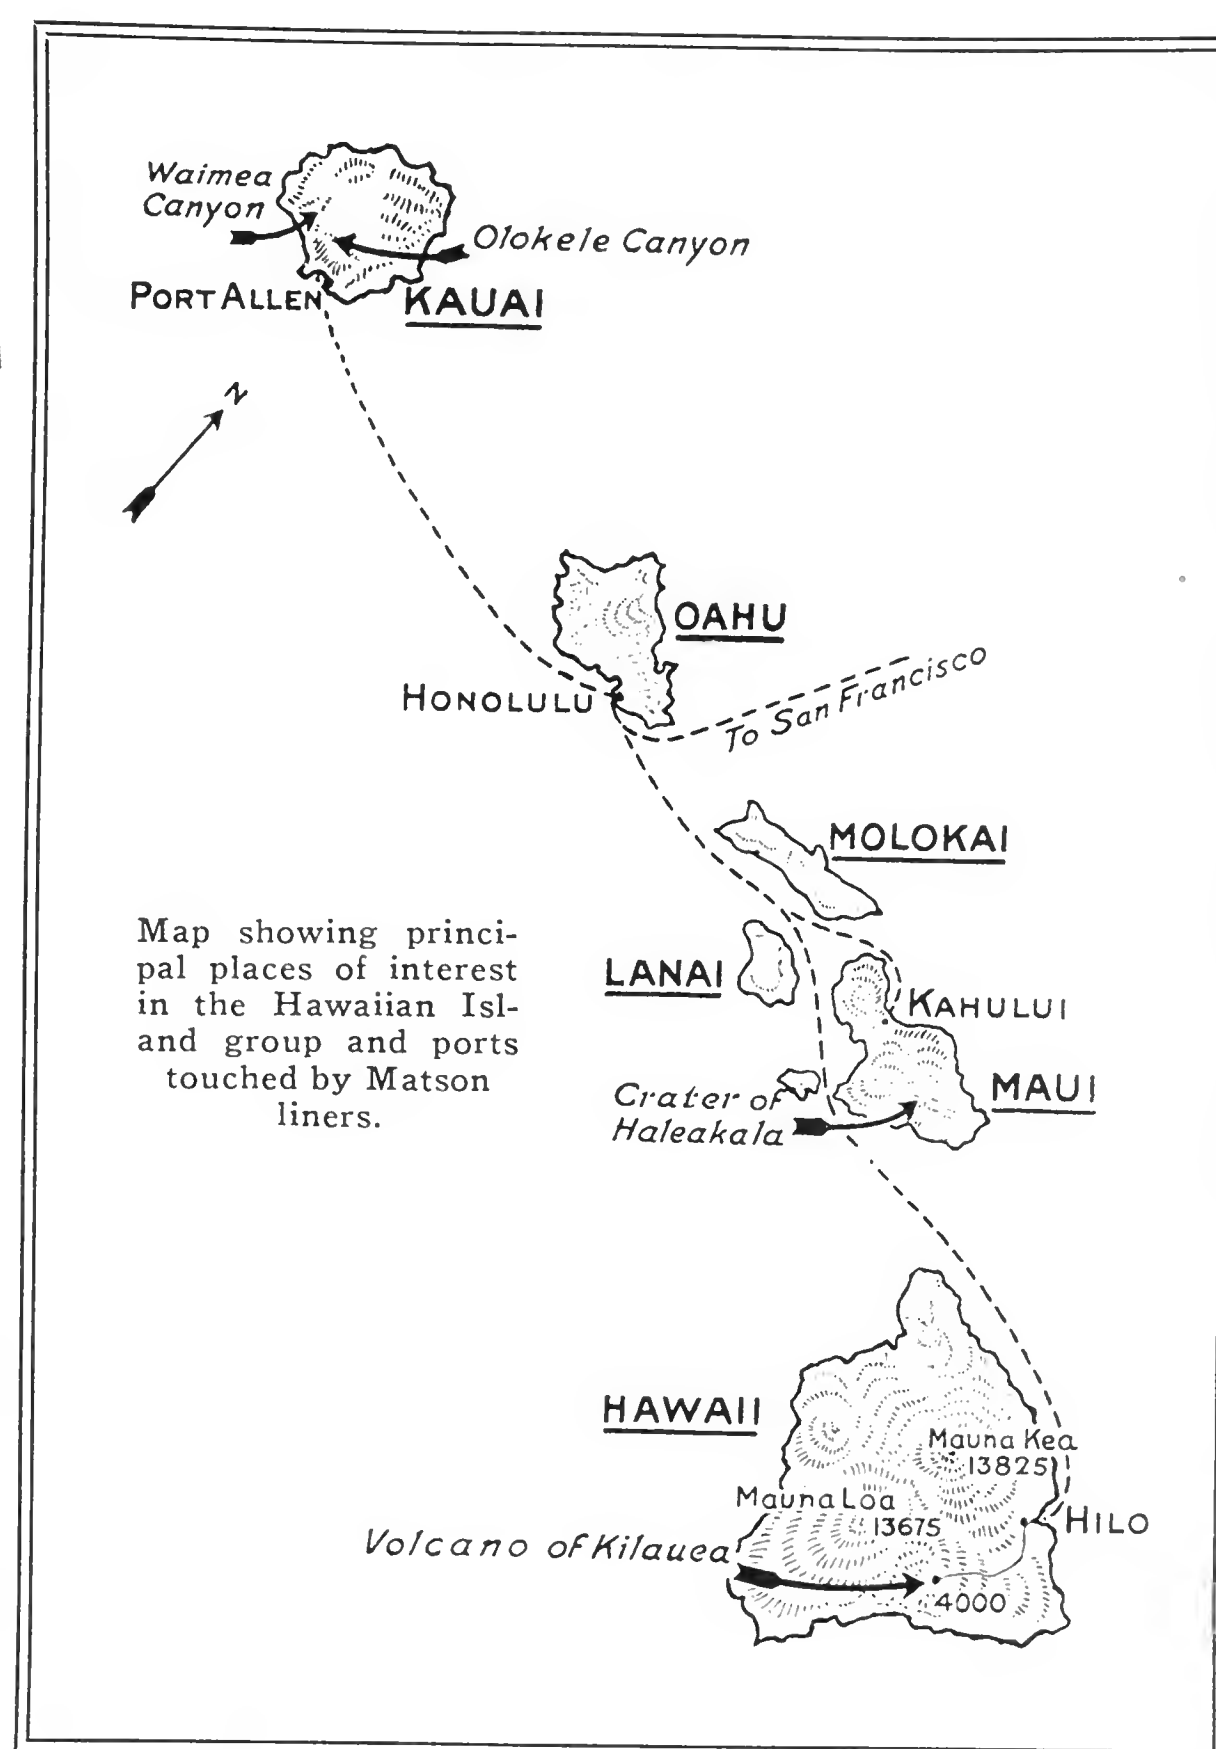 Waimea
Canyon
Olokele Canyon
PORT ALLEN
KAUAI
N
OAHU
HONOLULU
To San Francisco
MOLOKAI
Map showing princi-
pal places of interest
in the Hawaiian Isl-
and group and ports
touched by Matson
liners.
LANAI
KAHULUI
MAUI
Crater of
Haleakala
HAWAII
Mauna Kea
13825
Mauna Loa
13675
HILO
Volcano of Kilauea
4000